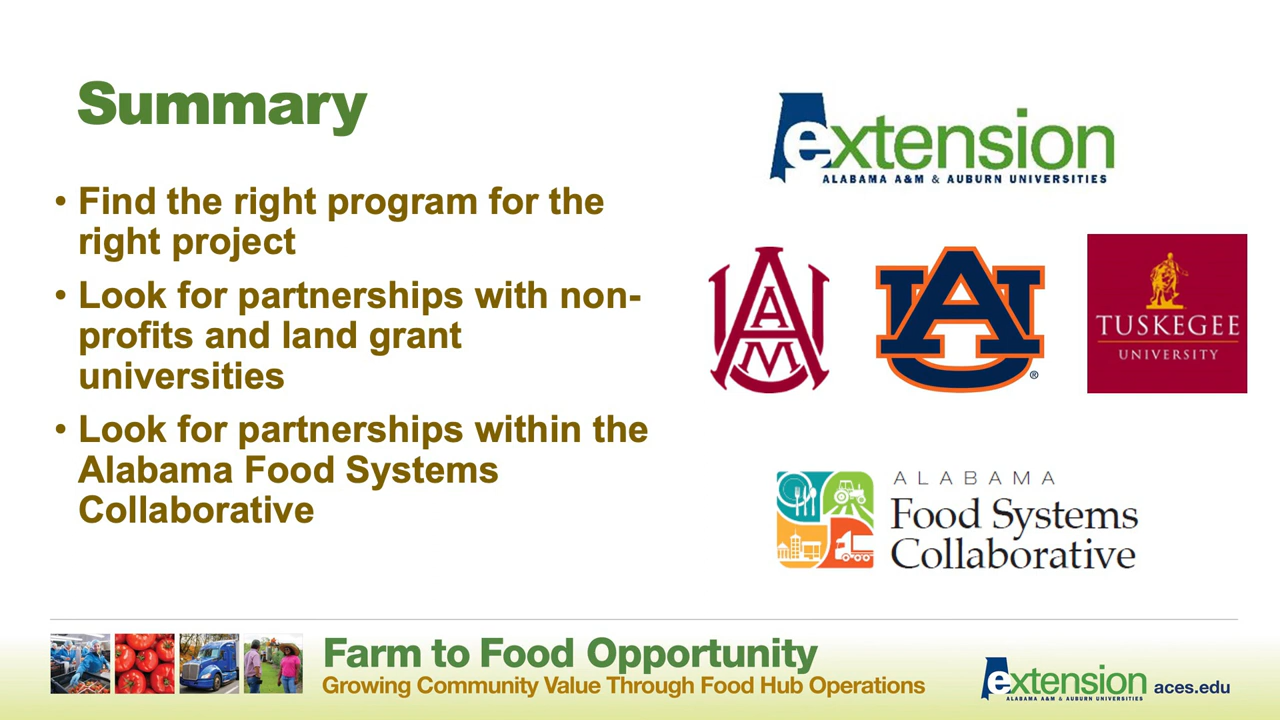 Summary
• Find the right program for the
right project
• Look for partnerships with non-
profits and land grant
universities
• Look for partnerships within the
Alabama Food Systems
Collaborative
extension
ALABAMA A&M & AUBURN UNIVERSITIES
AAM
AU
®
TUSKEGEE
UNIVERSITY
ALABAMA
Food Systems
Collaborative
Farm to Food Opportunity
Growing Community Value Through Food Hub Operations
extension
ALABAMA A&M & AUBURN UNIVERSITIES
aces.edu